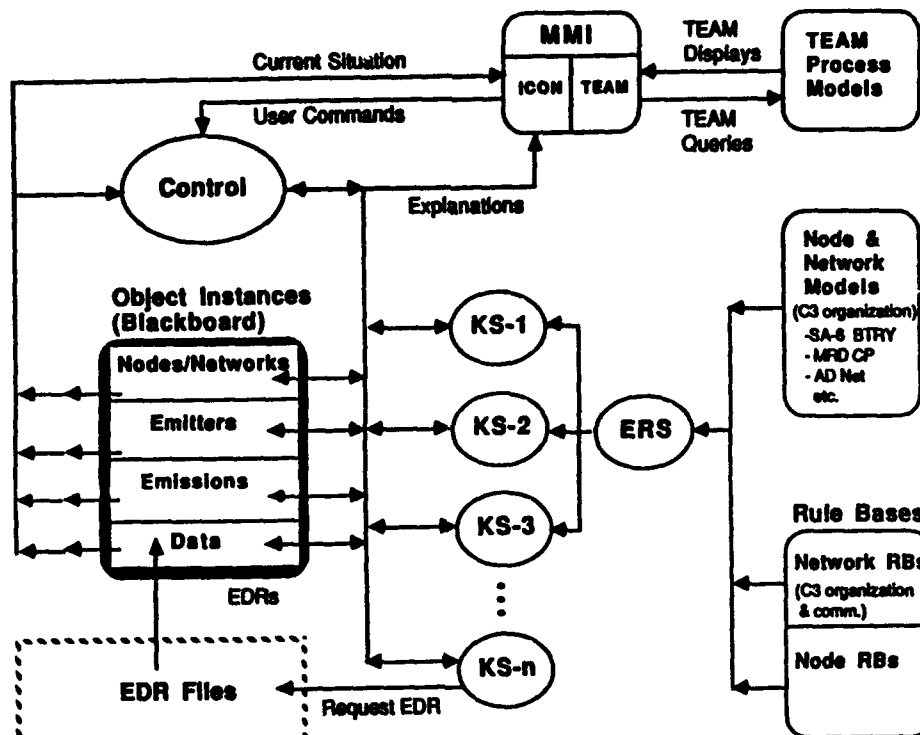 MMI
ICON
TEAM
TEAM
Displays
TEAM
Queries
TEAM
Process
Models
Current Situation
User Commands
Control
Explanations
Object Instances
(Blackboard)
Nodes/Networks
Emitters
Emissions
Data
EDRs
EDR Files
Request EDR
KS-1
KS-2
KS-3
KS-n
ERS
Node &
Network
Models
(C3 organization)
-SA-6 BTRY
- MRD CP
- AD Net
etc.
Rule Bases
Network RBs
(C3 organization
& comm.)
Node RBs